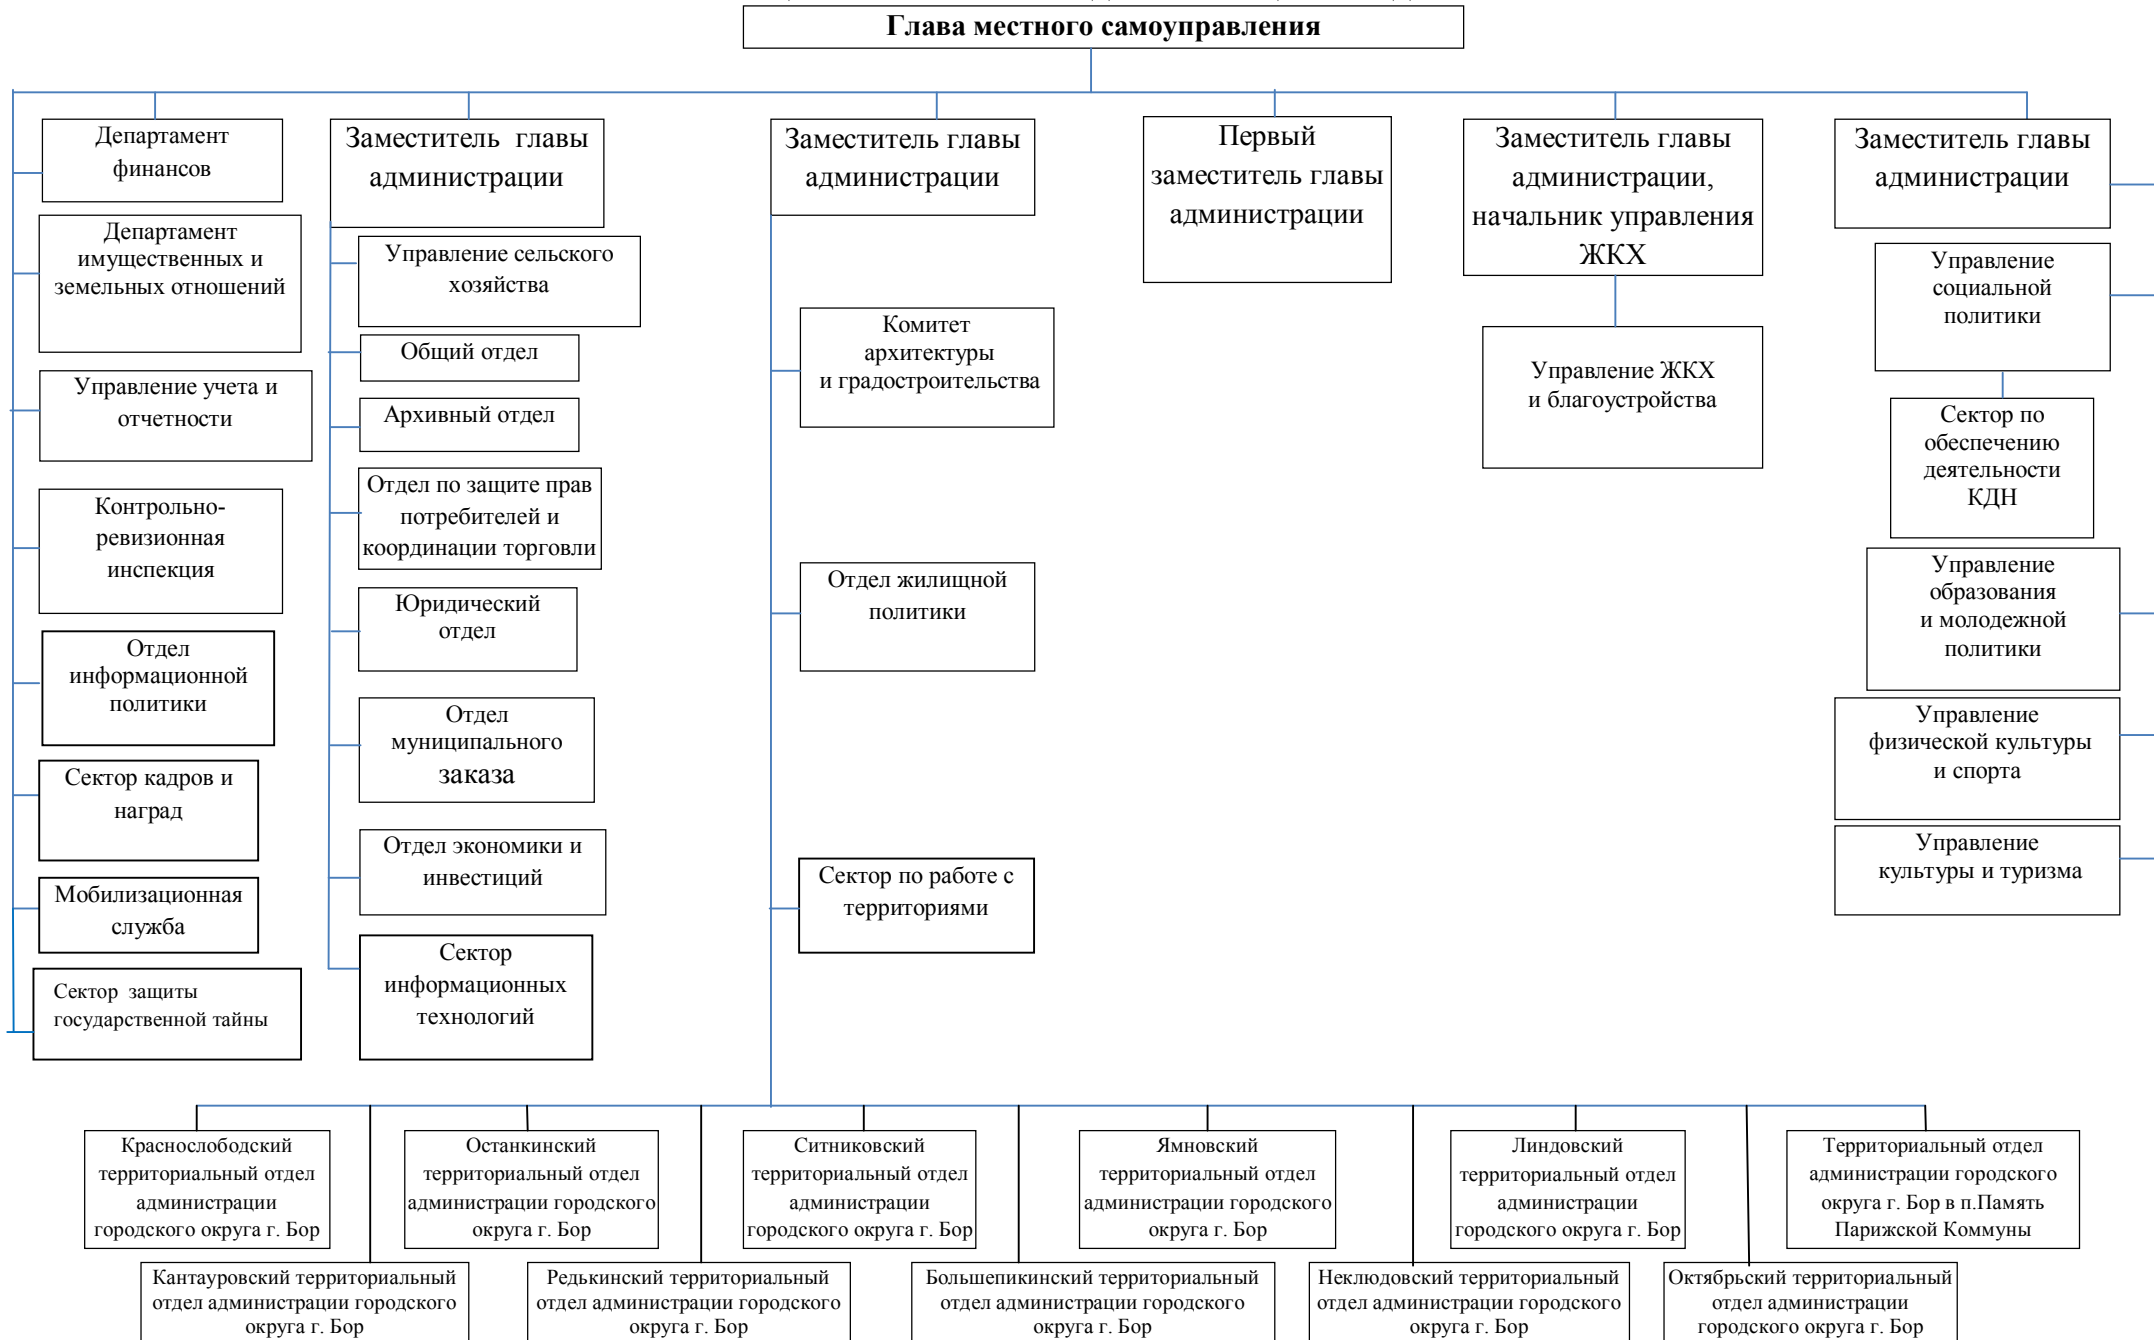 Глава местного самоуправления
Департамент
финансов
Департамент
имущественных и
земельных отношений
Управление учета и
отчетности
Контрольно-
ревизионная
инспекция
Отдел
информационной
политики
Сектор кадров и
наград
Мобилизационная
служба
Сектор защиты
государственной тайны
Заместитель главы
администрации
Управление сельского
хозяйства
Общий отдел
Архивный отдел
Отдел по защите прав
потребителей и
координации торговли
Юридический
отдел
Отдел
муниципального
заказа
Отдел экономики и
инвестиций
Сектор
информационных
технологий
Заместитель главы
администрации
Комитет
архитектуры
и градостроительства
Отдел жилищной
политики
Сектор по работе с
территориями
Первый
заместитель главы
администрации
Заместитель главы
администрации,
начальник управления
ЖКХ
Управление ЖКХ
и благоустройства
Заместитель главы
администрации
Управление
социальной
политики
Сектор по
обеспечению
деятельности
КДН
Управление
образования
и молодежной
политики
Управление
физической культуры
и спорта
Управление
культуры и туризма
Краснослободский
территориальный отдел
администрации
городского округа г. Бор
Останкинский
территориальный отдел
администрации городского
округа г. Бор
Ситниковский
территориальный отдел
администрации
городского округа г. Бор
Ямновский
территориальный отдел
администрации городского
округа г. Бор
Линдовский
территориальный отдел
администрации
городского округа г. Бор
Территориальный отдел
администрации городского
округа г. Бор в п.Память
Парижской Коммуны
Кантауровский территориальный
отдел администрации городского
округа г. Бор
Редькинский территориальный
отдел администрации городского
округа г. Бор
Большепикинский территориальный
отдел администрации городского
округа г. Бор
Неклюдовский территориальный
отдел администрации городского
округа г. Бор
Октябрьский территориальный
отдел администрации
городского округа г. Бор